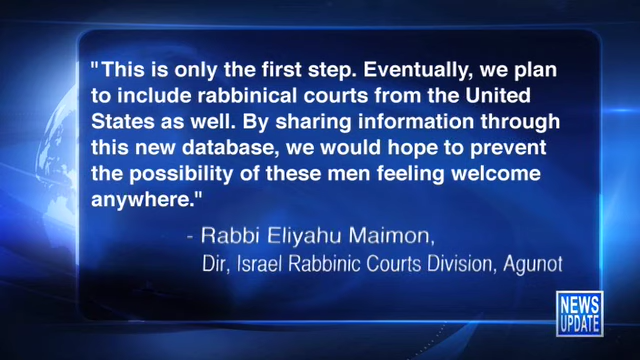 "This is only the first step. Eventually, we plan
to include rabbinical courts from the United
States as well. By sharing information through
this new database, we would hope to prevent
the possibility of these men feeling welcome
anywhere."
- Rabbi Eliyahu Maimon,
Dir, Israel Rabbinic Courts Division, Agunot
NEWS
UPDATE